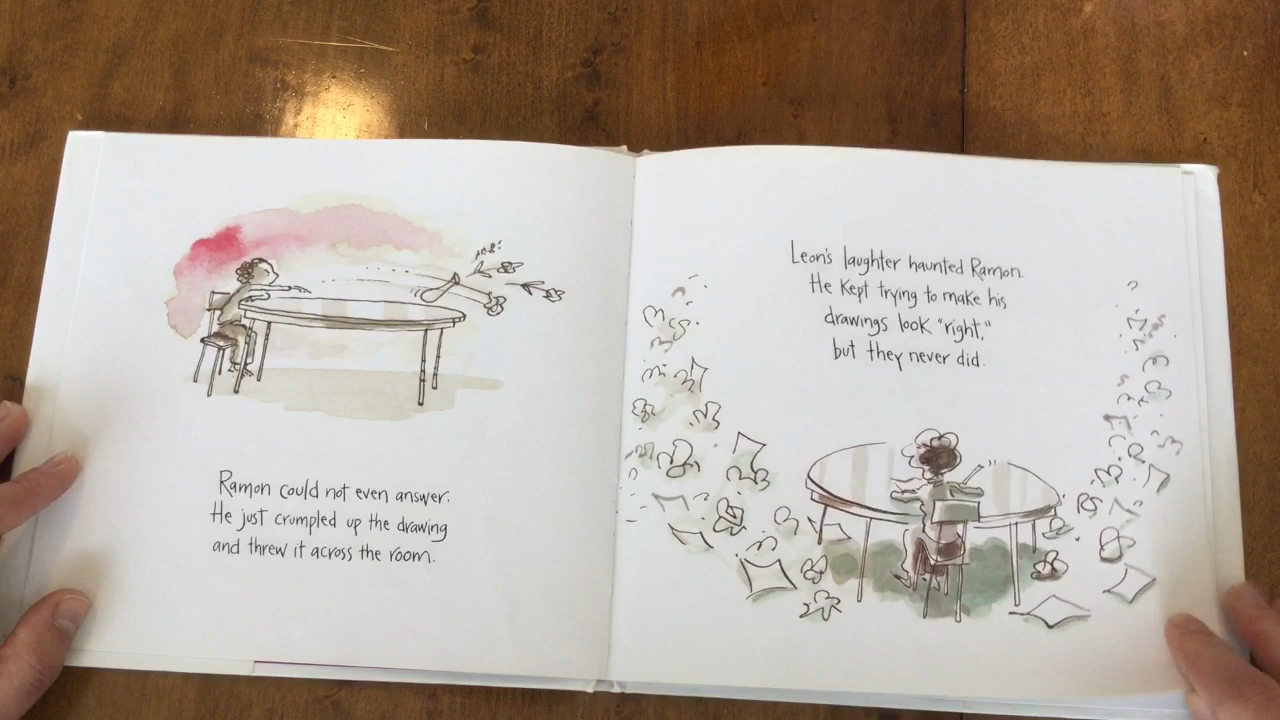 Ramon could not even answer.
He just crumpled up the drawing
and threw it across the room.
Leon's laughter haunted Ramon.
He kept trying to make his
drawings look "right,"
but they never did.